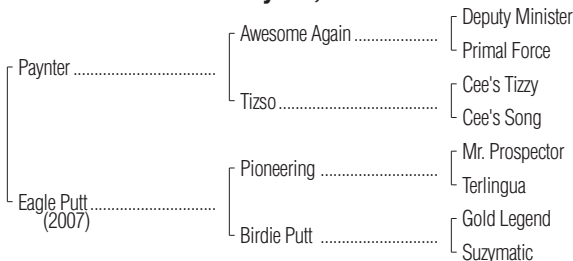 Deputy Minister
Awesome Again ....................
Primal Force
Paynter .................................
Cee's Tizzy
Tizso ......................................
Cee's Song
Mr. Prospector
Pioneering ............................
Terlingua
Eagle Putt .............................
(2007)
Gold Legend
Birdie Putt ............................
Suzymatic